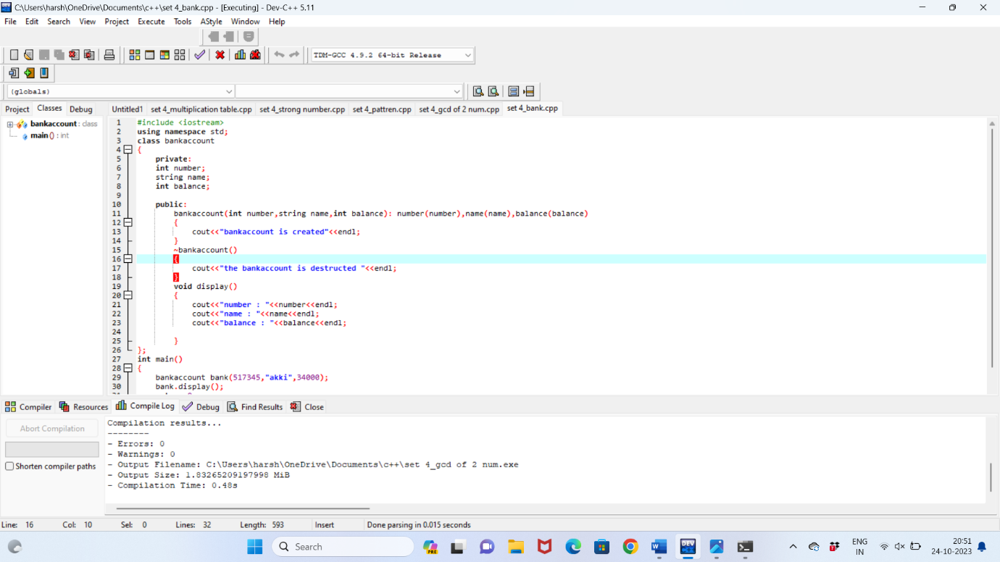 C:\Users\harsh\OneDrive\Documents\c++\set 4_bank.cpp - [Executing] - Dev-C++ 5.11
File Edit Search View Project Execute Tools AStyle Window Help
TDM-GCC 4.9.2 64-bit Release
(globals)
Project Classes Debug
Untitled1 set 4_multiplication table.cpp set 4_strong number.cpp set 4_pattren.cpp set 4_gcd of 2 num.cpp set 4_bank.cpp
bankaccount : class
main () : int
1 #include <iostream>
2 using namespace std;
3 class bankaccount
4 {
5 private:
6 int number;
7 string name;
8 int balance;
9
10 public:
11 bankaccount(int number,string name,int balance): number(number),name(name),balance(balance)
12 {
13 cout<<"bankaccount is created"<<endl;
14 }
15 ~bankaccount()
16 {
17 cout<<"the bankaccount is destructed "<<endl;
18 }
19 void display()
20 {
21 cout<<"number : "<<number<<endl;
22 cout<<"name : "<<name<<endl;
23 cout<<"balance : "<<balance<<endl;
24
25 }
26 };
27 int main()
28 {
29 bankaccount bank(517345,"akki",34000);
30 bank.display();
Compiler Resources Compile Log Debug Find Results Close
Abort Compilation
Shorten compiler paths
Compilation results...
--------
- Errors: 0
- Warnings: 0
- Output Filename: C:\Users\harsh\OneDrive\Documents\c++\set 4_gcd of 2 num.exe
- Output Size: 1.83265209197998 MiB
- Compilation Time: 0.48s
Line: 16 Col: 10 Sel: 0 Lines: 32 Length: 593 Insert Done parsing in 0.015 seconds
Search
PRE
W
DEV
ENG
IN
20:51
24-10-2023